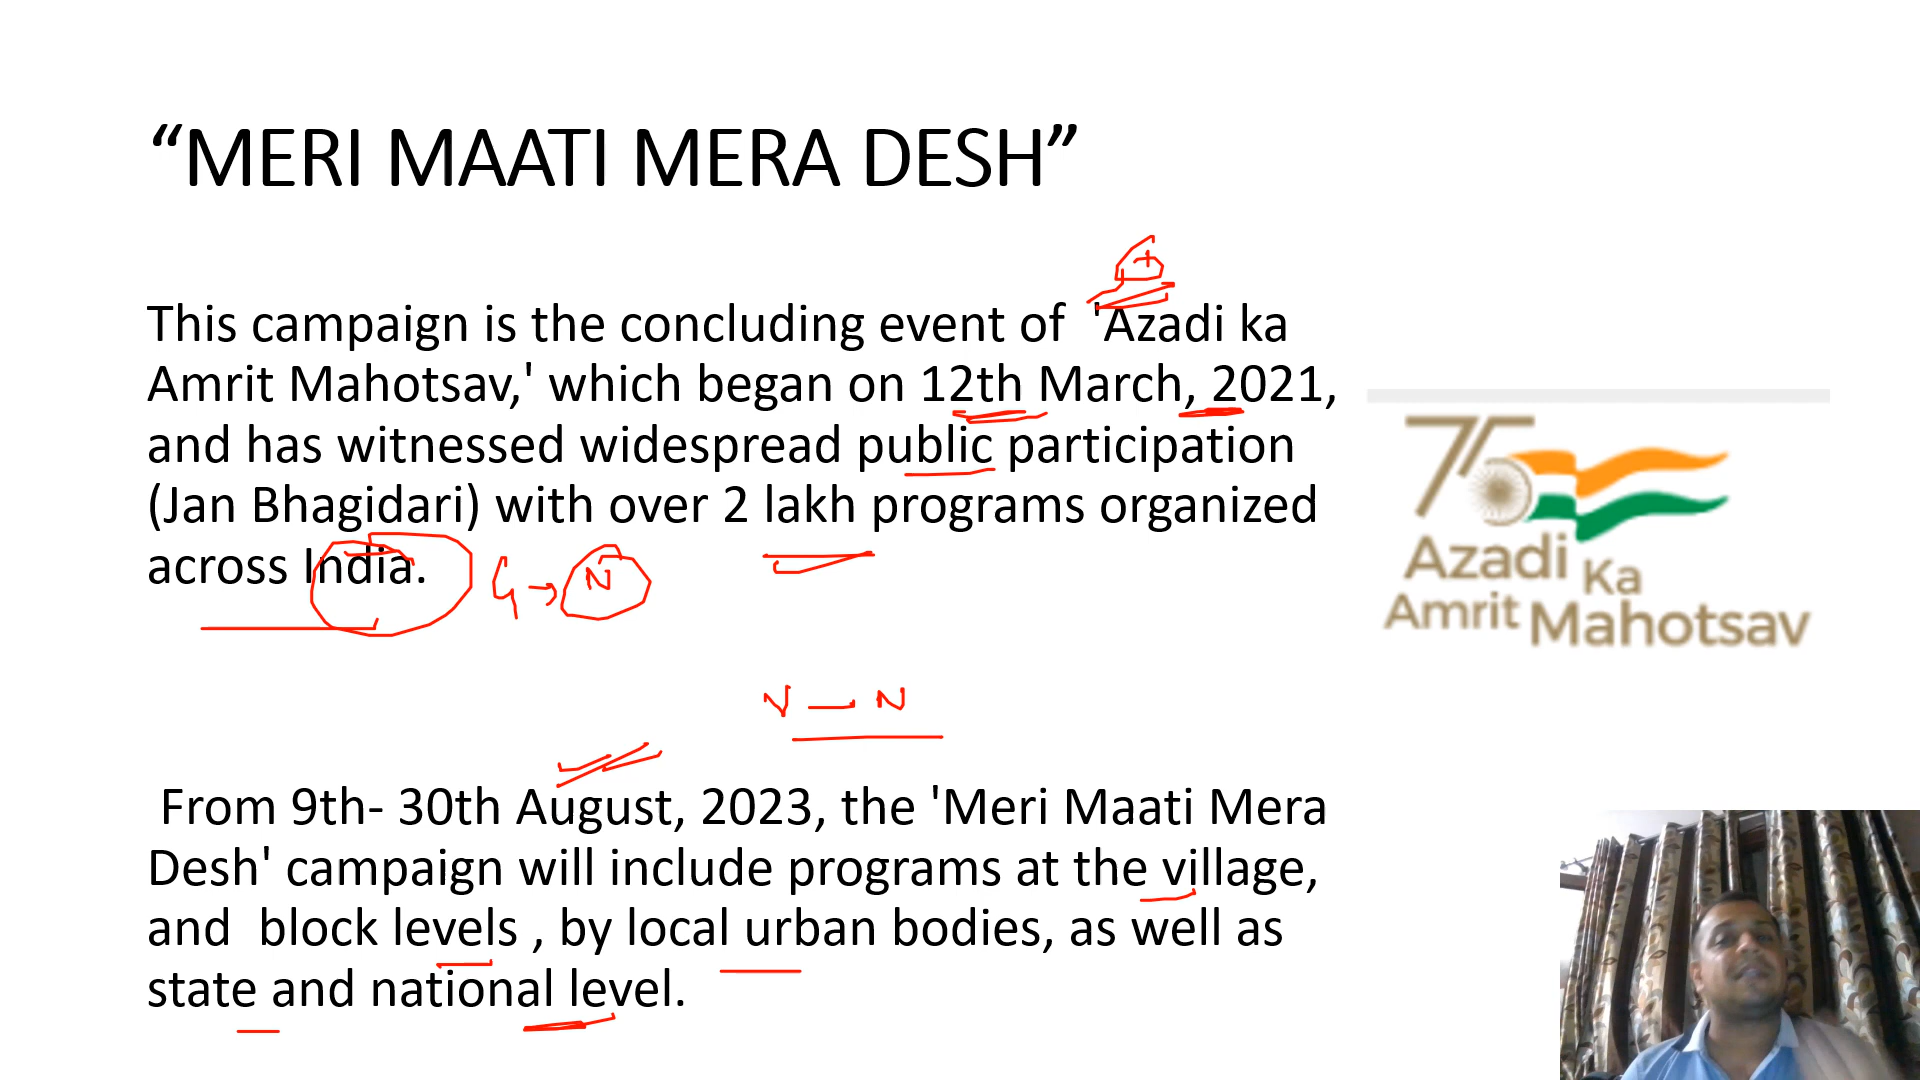 “MERI MAATI MERA DESH”
+
This campaign is the concluding event of 'Azadi ka
Amrit Mahotsav,' which began on 12th March, 2021,
and has witnessed widespread public participation
(Jan Bhagidari) with over 2 lakh programs organized
across India.
N
75
Azadi Ka
Amrit Mahotsav
V — N
From 9th- 30th August, 2023, the 'Meri Maati Mera
Desh' campaign will include programs at the village,
and block levels , by local urban bodies, as well as
state and national level.